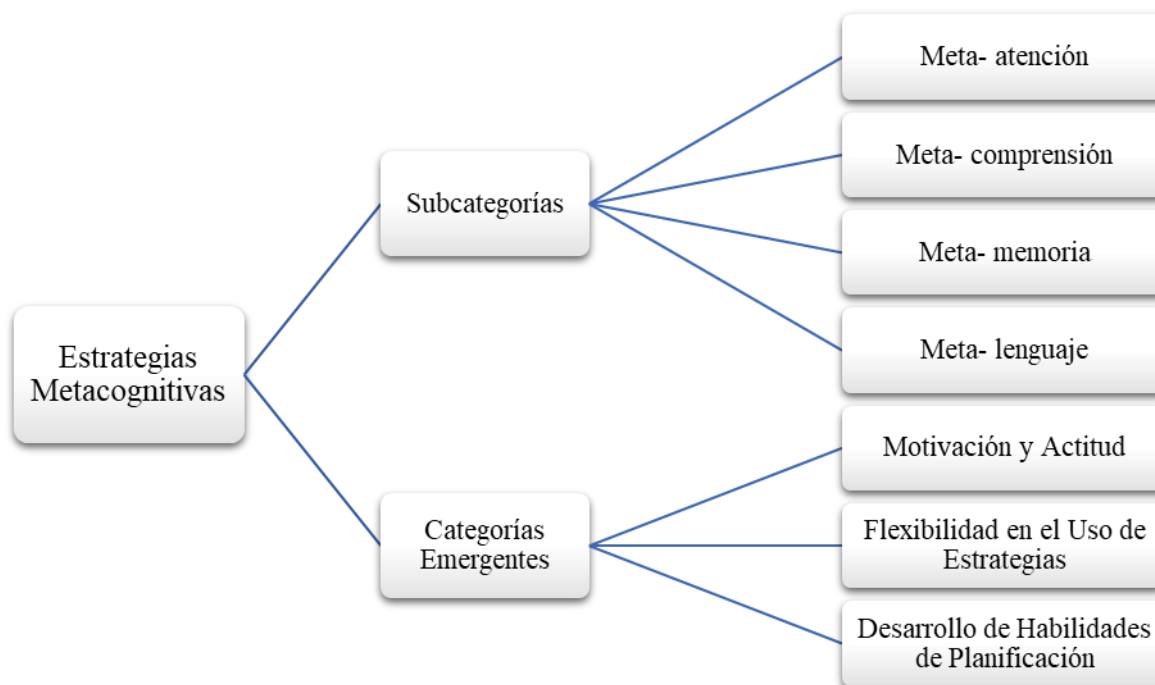 Estrategias
Metacognitivas
Subcategorías
Meta- atención
Meta- comprensión
Meta- memoria
Meta- lenguaje
Categorías
Emergentes
Motivación y Actitud
Flexibilidad en el Uso de
Estrategias
Desarrollo de Habilidades
de Planificación